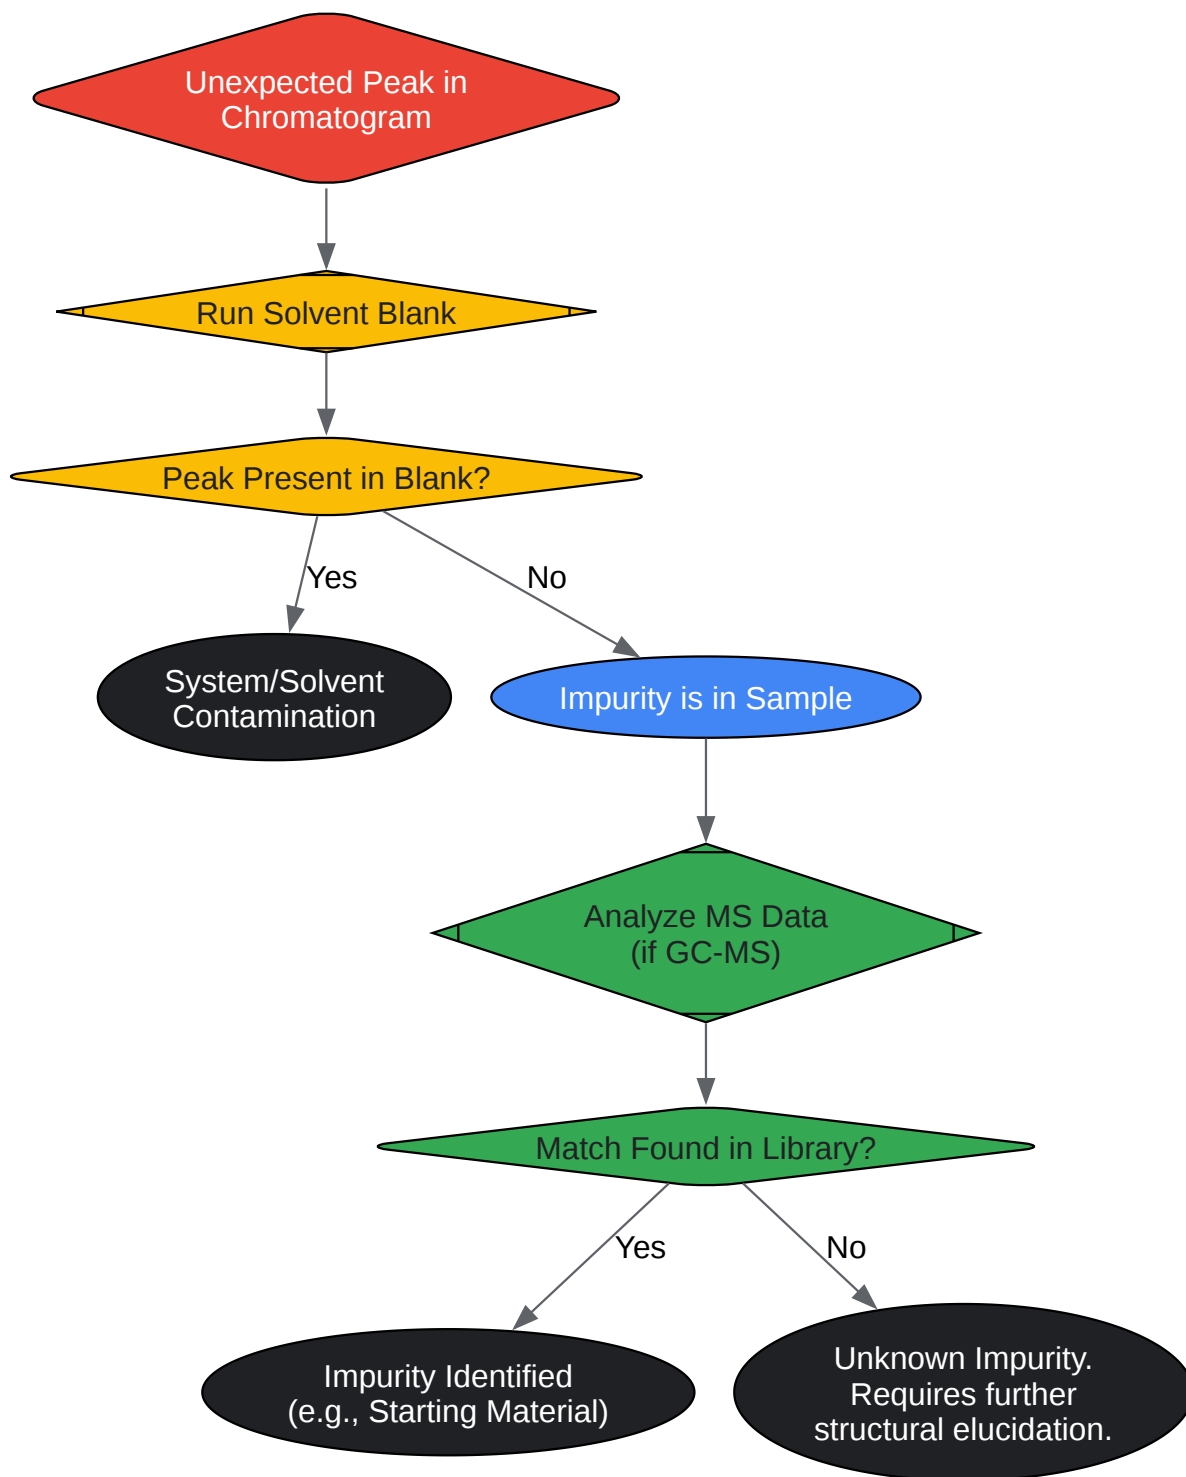 Unexpected Peak in
Chromatogram
Run Solvent Blank
Peak Present in Blank?
Yes
No
System/Solvent
Contamination
Impurity is in Sample
Analyze MS Data
(if GC-MS)
Match Found in Library?
Yes
No
Impurity Identified
(e.g., Starting Material)
Unknown Impurity.
Requires further
structural elucidation.